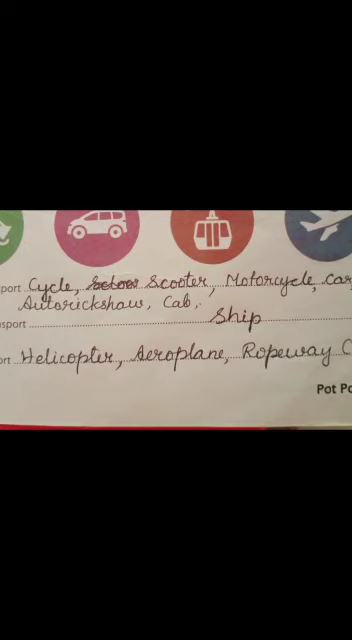 port Cycle, Scooter, Motorcycle, car,
Autorickshaw, Cab,
sport Ship
ort Helicopter, Aeroplane, Ropeway C
Pot Po